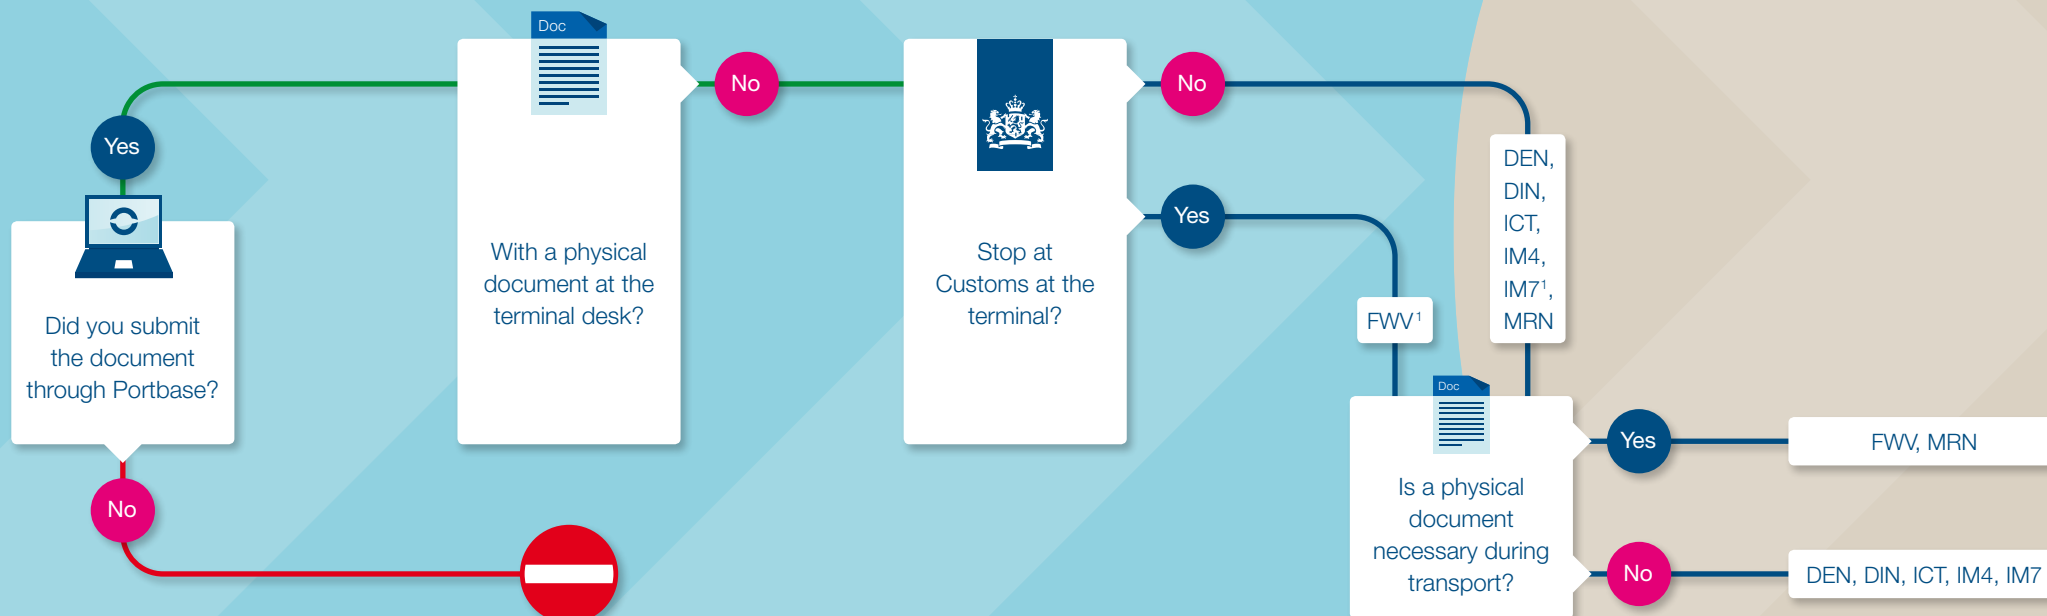 Doc
No
No
Yes
Yes
DEN,
DIN,
ICT,
IM4,
IM7¹,
MRN
With a physical
document at the
terminal desk?
Stop at
Customs at the
terminal?
FWV¹
Did you submit
the document
through Portbase?
Doc
Yes
FWV, MRN
No
Is a physical
document
necessary during
transport?
No
DEN, DIN, ICT, IM4, IM7